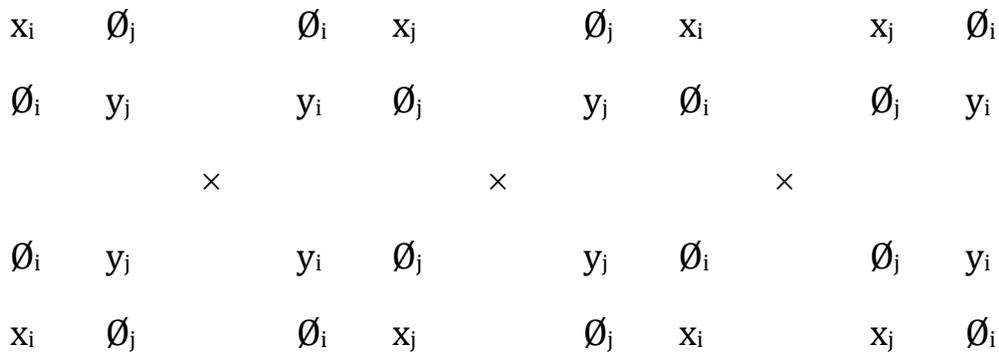 xi Øj Øi xj Øj xi xj Øi
Øi yj yi Øj yj Øi Øj yi
× × ×
Øi yj yi Øj yj Øi Øj yi
xi Øj Øi xj Øj xi xj Øi